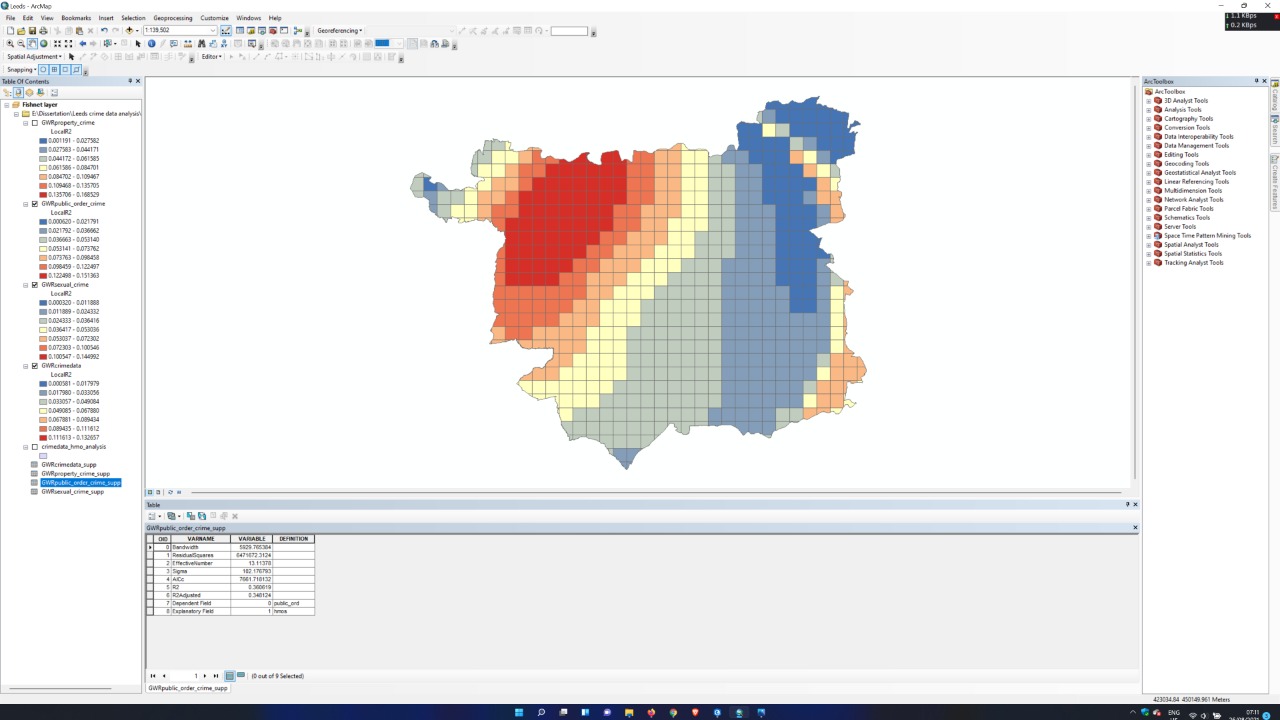 Leeds - ArcMap
File Edit View Bookmarks Insert Selection Geoprocessing Customize Windows Help
1:139,502
Georeferencing
Spatial Adjustment
Editor
Snapping
1.1 KBps
0.2 KBps
Table Of Contents
Fishnet layer
E:\Dissertation\Leeds crime data analysis\
GWRproperty_crime
LocalR2
0.001191 - 0.027582
0.027583 - 0.044171
0.044172 - 0.061585
0.061586 - 0.084701
0.084702 - 0.109467
0.109468 - 0.135705
0.135706 - 0.168529
GWRpublic_order_crime
LocalR2
0.000620 - 0.021791
0.021792 - 0.036662
0.036663 - 0.053140
0.053141 - 0.073762
0.073763 - 0.098458
0.098459 - 0.122497
0.122498 - 0.151363
GWRsexual_crime
LocalR2
0.000320 - 0.011888
0.011889 - 0.024332
0.024333 - 0.036416
0.036417 - 0.053036
0.053037 - 0.072302
0.072303 - 0.100546
0.100547 - 0.144992
GWRcrimedata
LocalR2
0.000581 - 0.017979
0.017980 - 0.033056
0.033057 - 0.049084
0.049085 - 0.067880
0.067881 - 0.089434
0.089435 - 0.111612
0.111613 - 0.132657
crimedata_hmo_analysis
GWRcrimedata_supp
GWRproperty_crime_supp
GWRpublic_order_crime_supp
GWRsexual_crime_supp
Table
GWRpublic_order_crime_supp
OID VARNAME VARIABLE DEFINITION
0 Bandwidth 5929.765384
1 ResidualSquares 6471672.3124
2 EffectiveNumber 13.11378
3 Sigma 182.176793
4 AICc 7661.718132
5 R2 0.360619
6 R2Adjusted 0.348124
7 Dependent Field 0 public_ord
8 Explanatory Field 1 hmos
1
(0 out of 9 Selected)
GWRpublic_order_crime_supp
ArcToolbox
ArcToolbox
3D Analyst Tools
Analysis Tools
Cartography Tools
Conversion Tools
Data Interoperability Tools
Data Management Tools
Editing Tools
Geocoding Tools
Geostatistical Analyst Tools
Linear Referencing Tools
Multidimension Tools
Network Analyst Tools
Parcel Fabric Tools
Schematics Tools
Server Tools
Space Time Pattern Mining Tools
Spatial Analyst Tools
Spatial Statistics Tools
Tracking Analyst Tools
Catalog
Search
Create Features
423034.84 450149.961 Meters
ENG
07:11